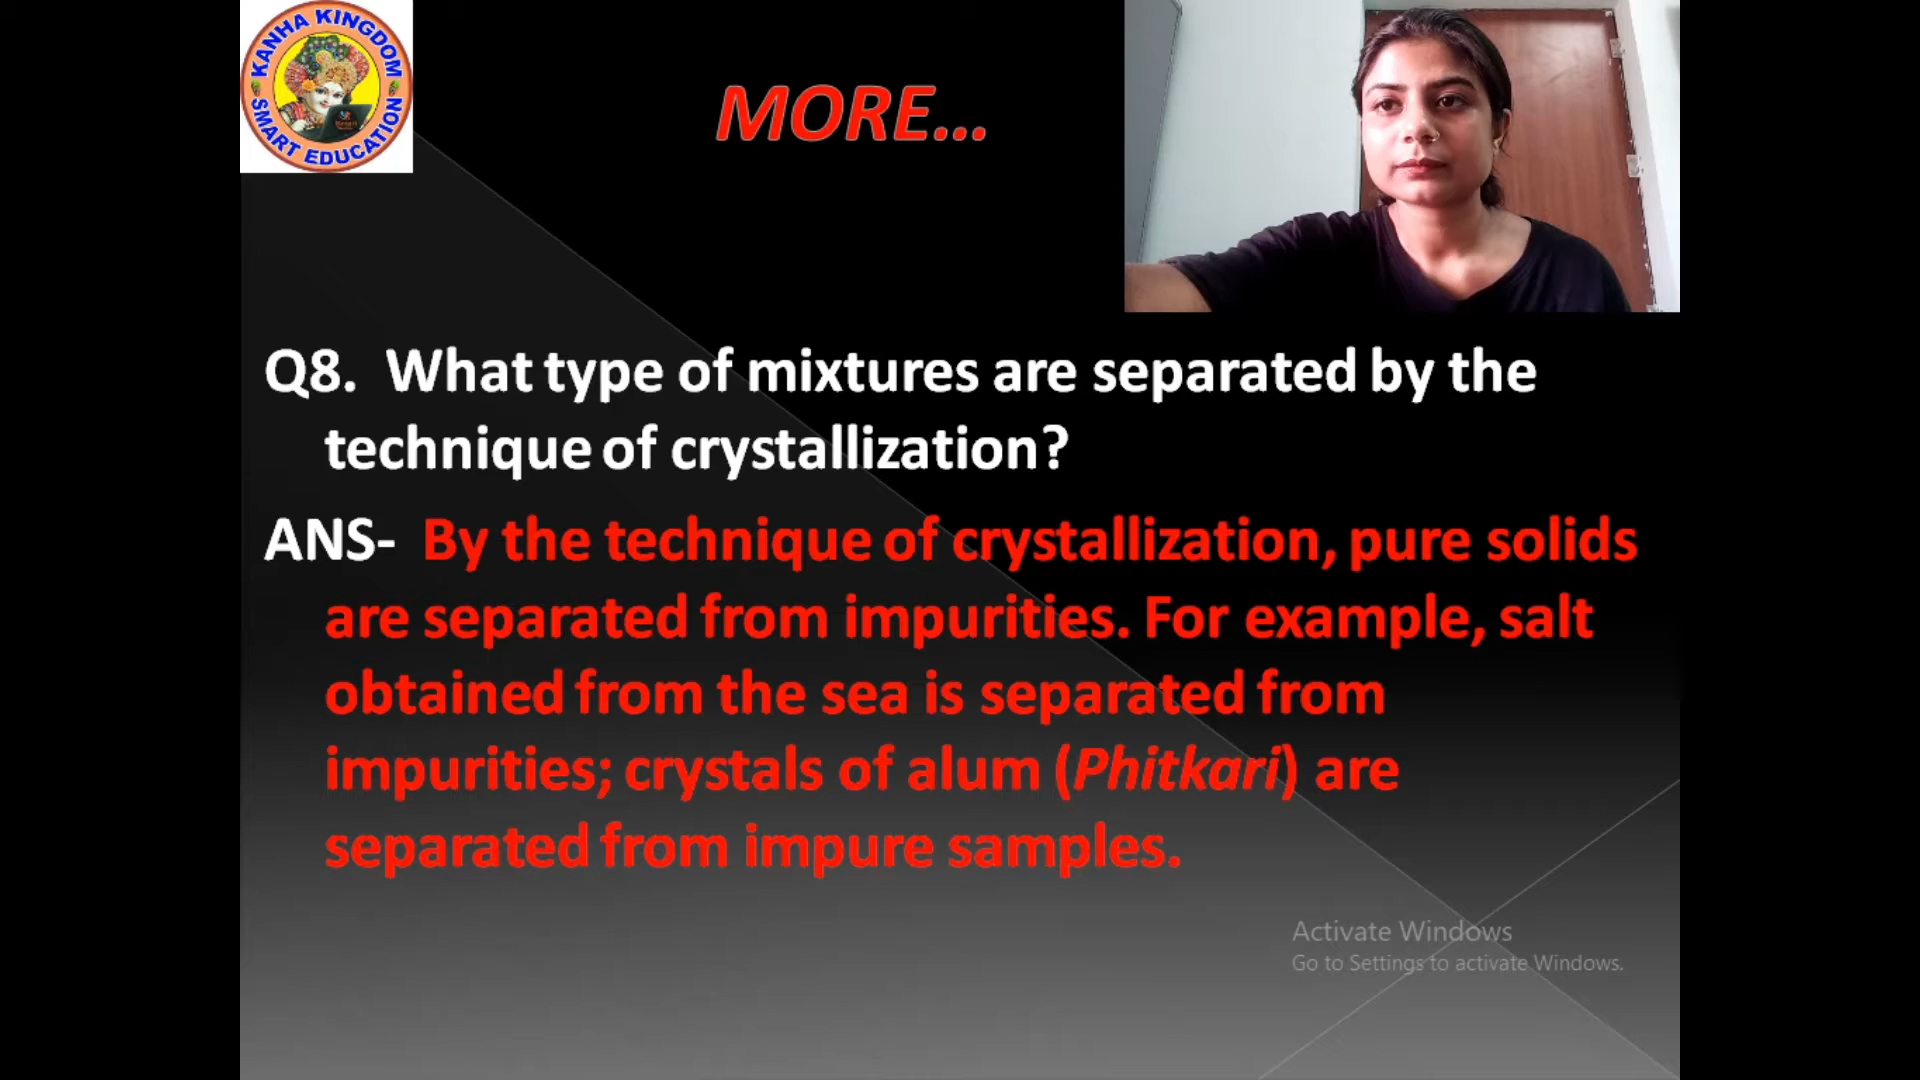 KANHA KINGDOM
SMART EDUCATION
MORE...
Q8. What type of mixtures are separated by the
technique of crystallization?
ANS- By the technique of crystallization, pure solids
are separated from impurities. For example, salt
obtained from the sea is separated from
impurities; crystals of alum (Phitkari) are
separated from impure samples.
Activate Windows
Go to Settings to activate Windows.